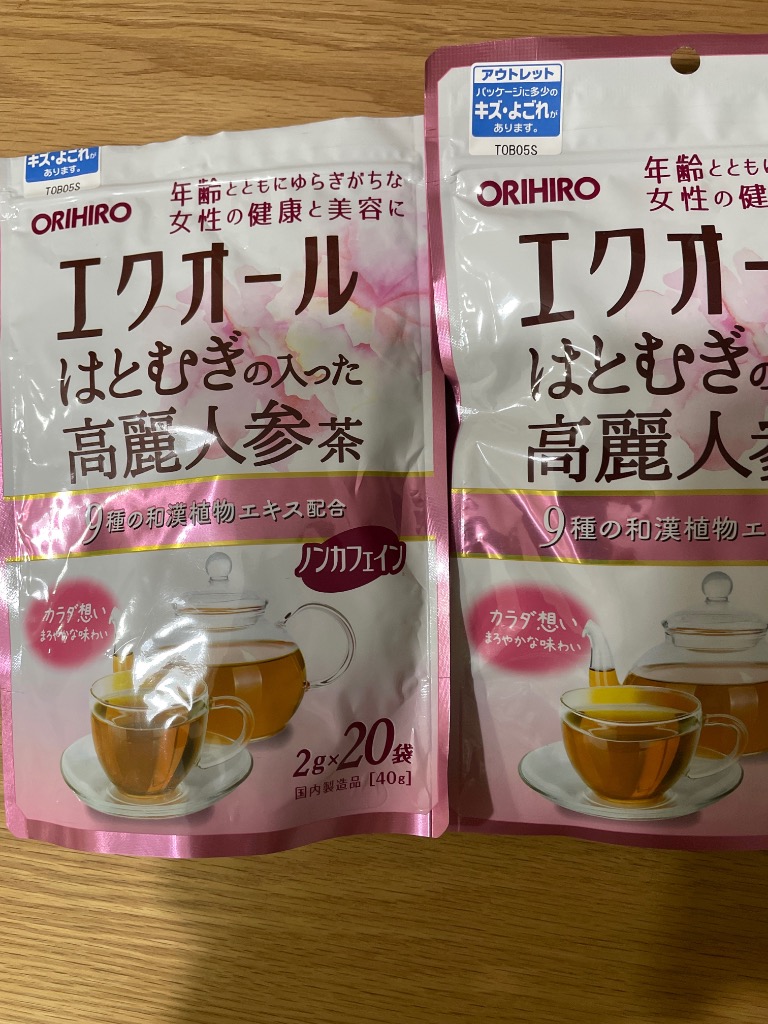 キズ・よごれが
あります。
TOB05S
ORIHIRO
年齢とともにゆらぎがちな
女性の健康と美容に
エクオール
はとむぎの入った
高麗人参茶
9種の和漢植物エキス配合
ノンカフェイン
カラダ想い
まろやかな味わい
2g×20袋
国内製造品 [40g]
アウトレット
パッケージに多少の
キズ・よごれが
あります。
TOB05S
ORIHIRO
年齢とともに
女性の健
エクオー
はとむぎの
高麗人参
9種の和漢植物エ
カラダ想い
まろやかな味わい